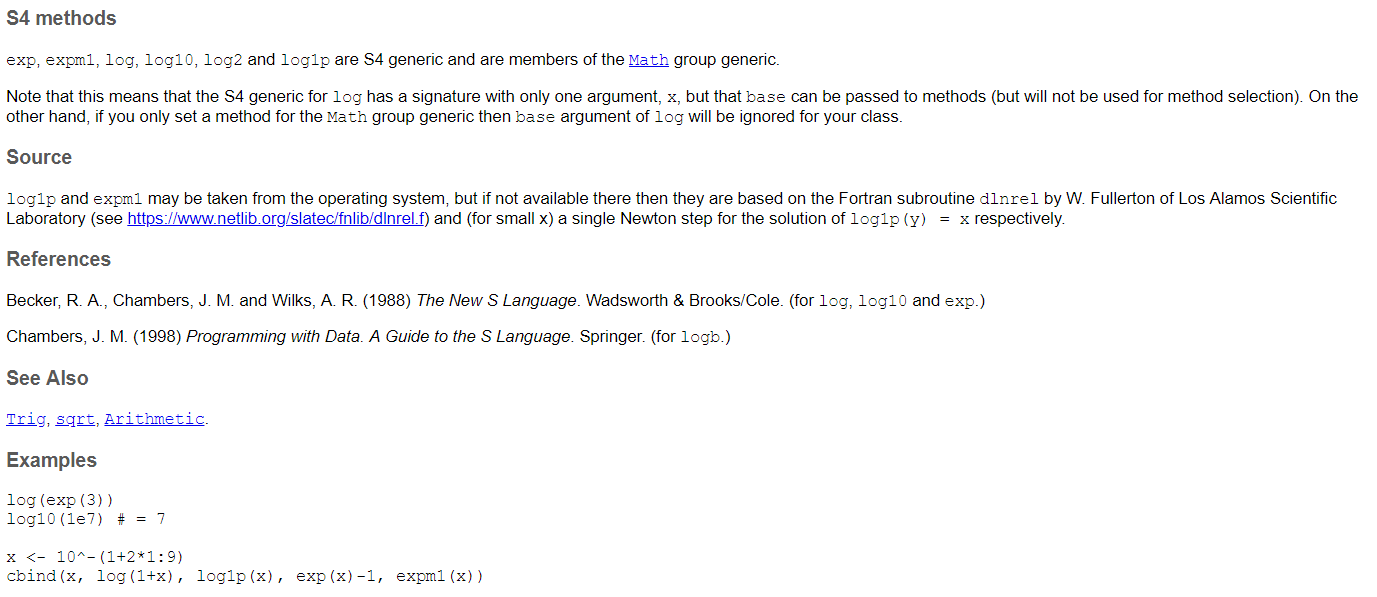 S4 methods
exp, expm1, log, log10, log2 and log1p are S4 generic and are members of the Math group generic.
Note that this means that the S4 generic for log has a signature with only one argument, x, but that base can be passed to methods (but will not be used for method selection). On the
other hand, if you only set a method for the Math group generic then base argument of log will be ignored for your class.
Source
log1p and expm1 may be taken from the operating system, but if not available there then they are based on the Fortran subroutine dlnrel by W. Fullerton of Los Alamos Scientific
Laboratory (see https://www.netlib.org/slatec/fnlib/dlnrel.f) and (for small x) a single Newton step for the solution of log1p(y) = x respectively.
References
Becker, R. A., Chambers, J. M. and Wilks, A. R. (1988) The New S Language. Wadsworth & Brooks/Cole. (for log, log10 and exp.)
Chambers, J. M. (1998) Programming with Data. A Guide to the S Language. Springer. (for logb.)
See Also
Trig, sqrt, Arithmetic.
Examples
log(exp(3))
log10(1e7) # = 7
x <- 10^-(1+2*1:9)
cbind(x, log(1+x), log1p(x), exp(x)-1, expm1(x))